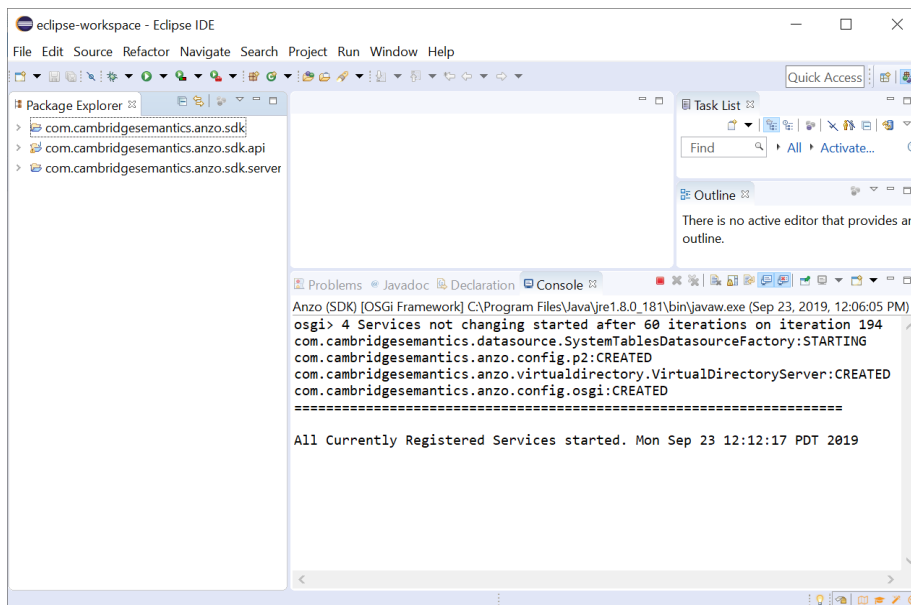 eclipse-workspace - Eclipse IDE
File Edit Source Refactor Navigate Search Project Run Window Help
Quick Access
Package Explorer
com.cambridgesemantics.anzo.sdk
com.cambridgesemantics.anzo.sdk.api
com.cambridgesemantics.anzo.sdk.server
Task List
Find All Activate...
Outline
There is no active editor that provides an
outline.
Problems Javadoc Declaration Console
Anzo (SDK) [OSGi Framework] C:\Program Files\Java\jre1.8.0_181\bin\javaw.exe (Sep 23, 2019, 12:06:05 PM)
osgi> 4 Services not changing started after 60 iterations on iteration 194
com.cambridgesemantics.datasource.SystemTablesDatasourceFactory:STARTING
com.cambridgesemantics.anzo.config.p2:CREATED
com.cambridgesemantics.anzo.virtualdirectory.VirtualDirectoryServer:CREATED
com.cambridgesemantics.anzo.config.osgi:CREATED
=====================================================================
All Currently Registered Services started. Mon Sep 23 12:12:17 PDT 2019